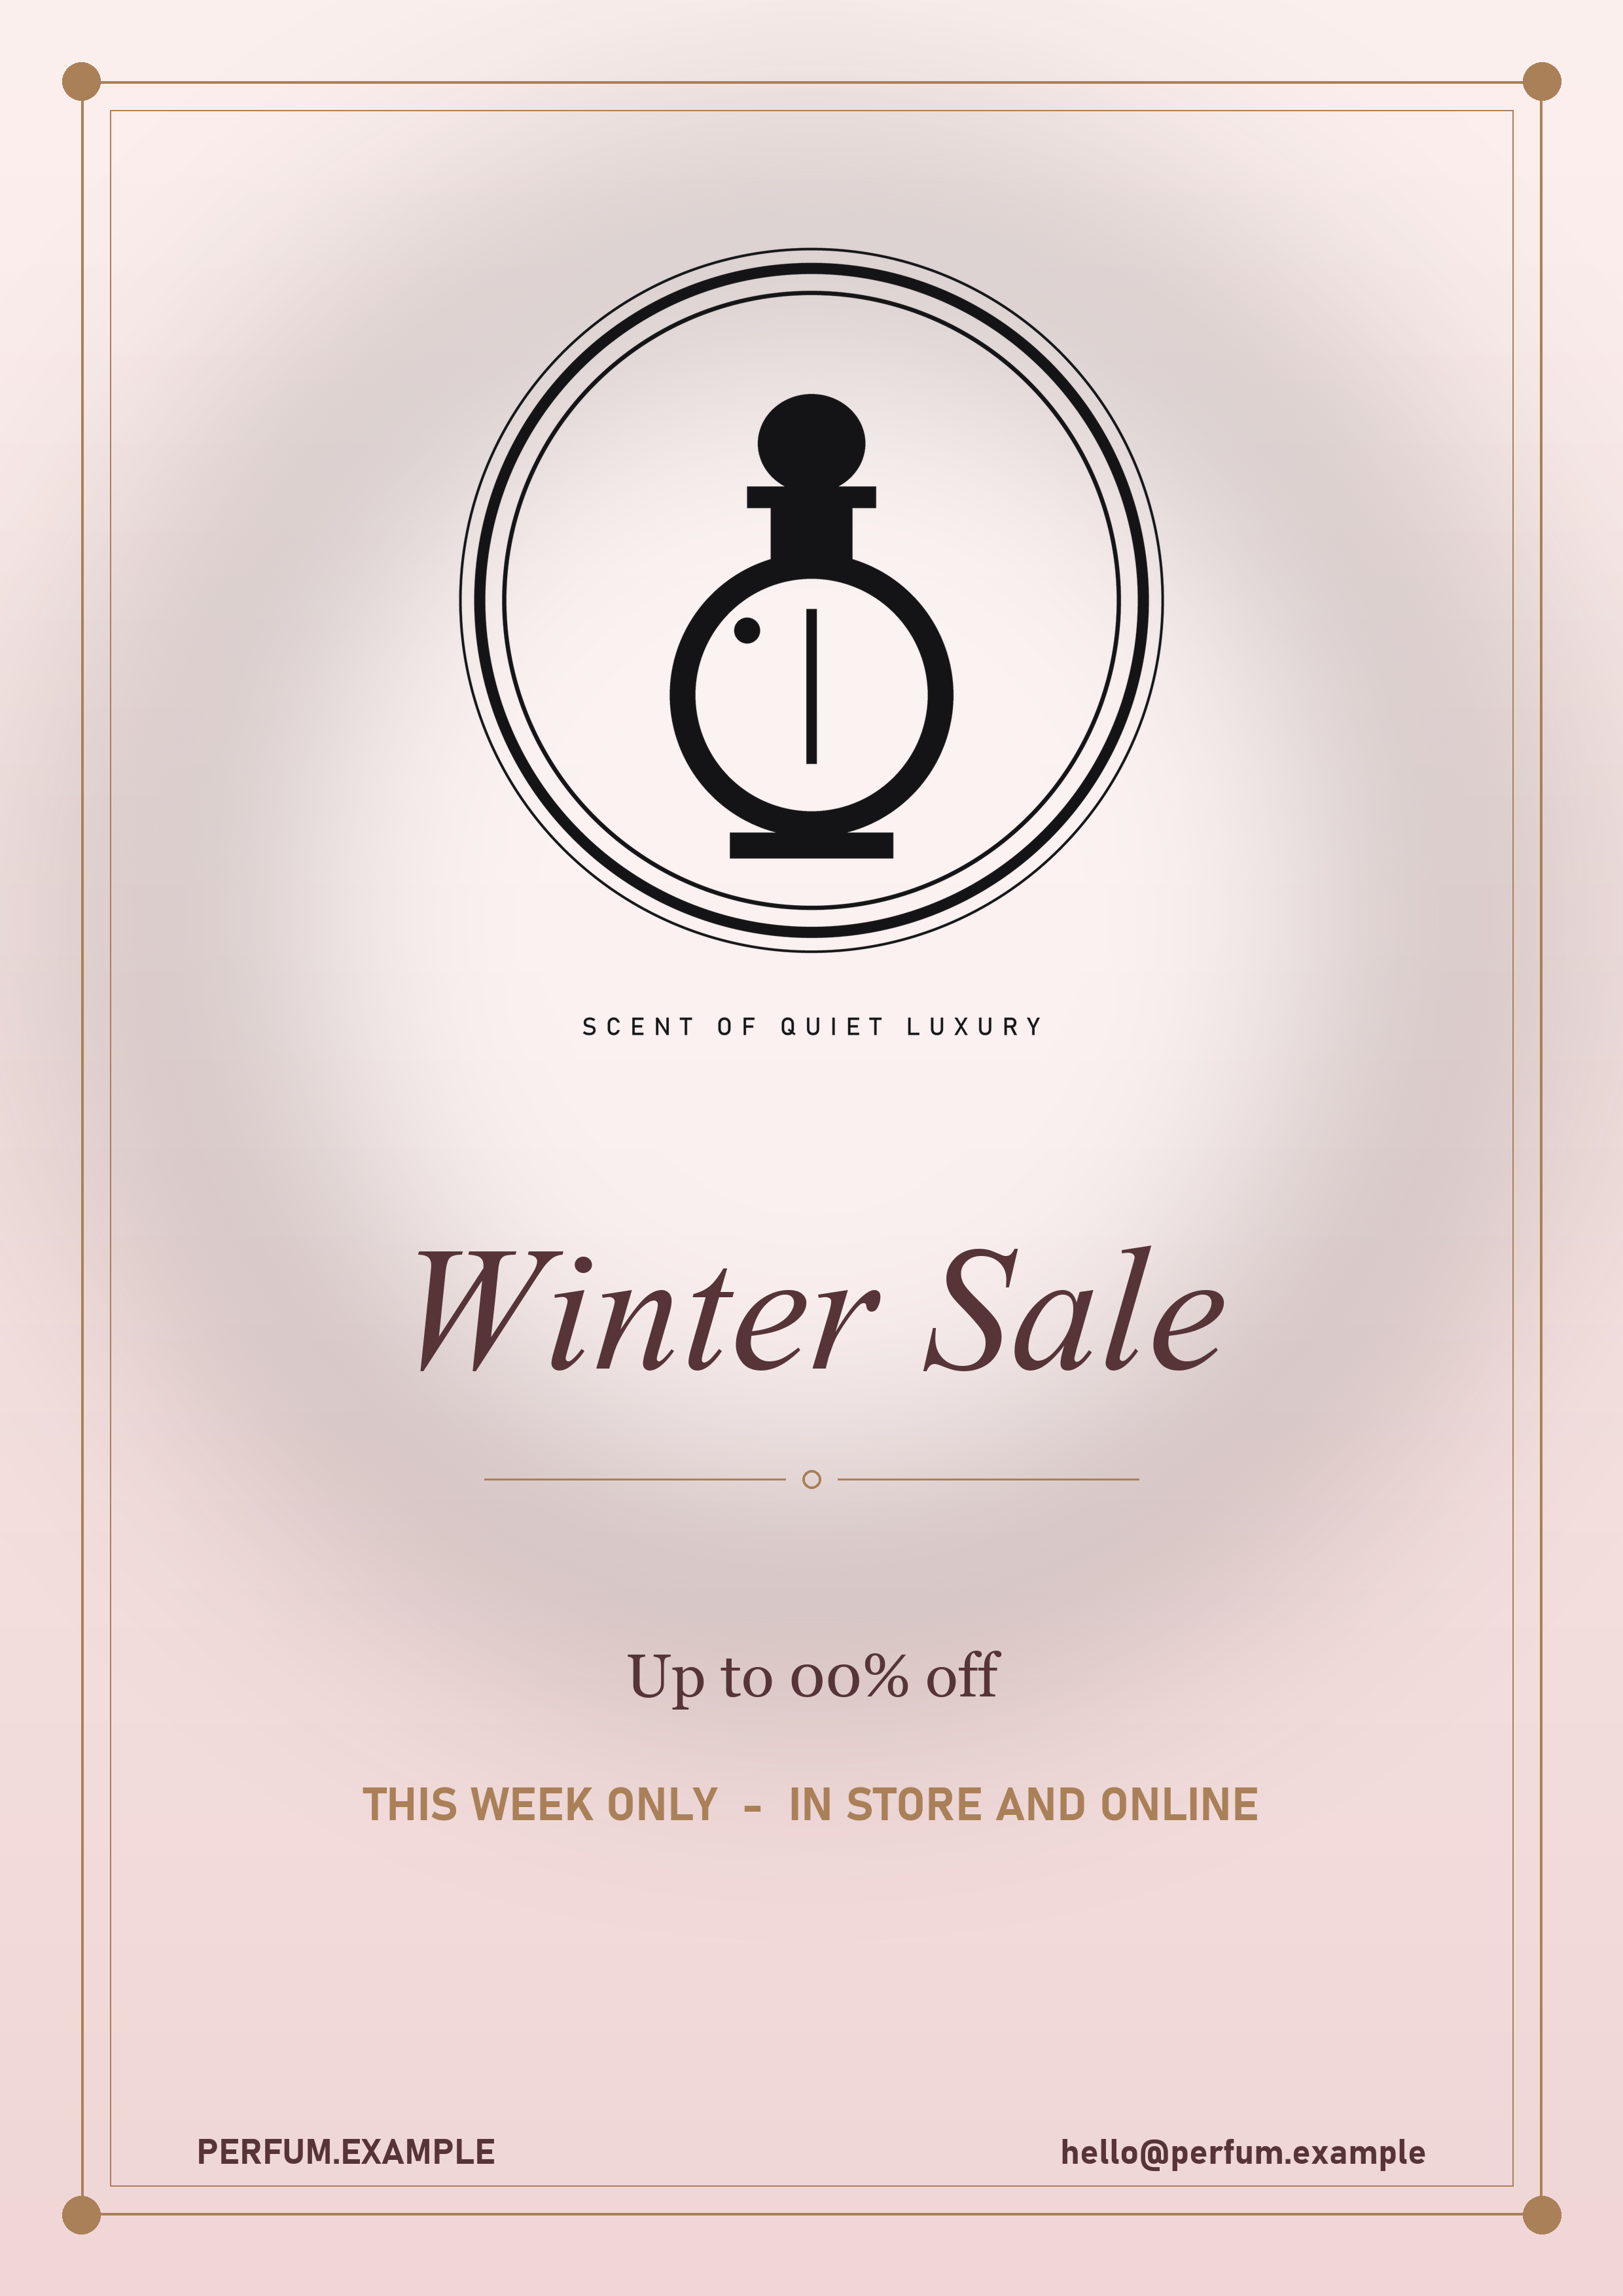 SCENT OF QUIET LUXURY
Winter Sale
Up to 00% off
THIS WEEK ONLY - IN STORE AND ONLINE
PERFUM.EXAMPLE
hello@perfum.example